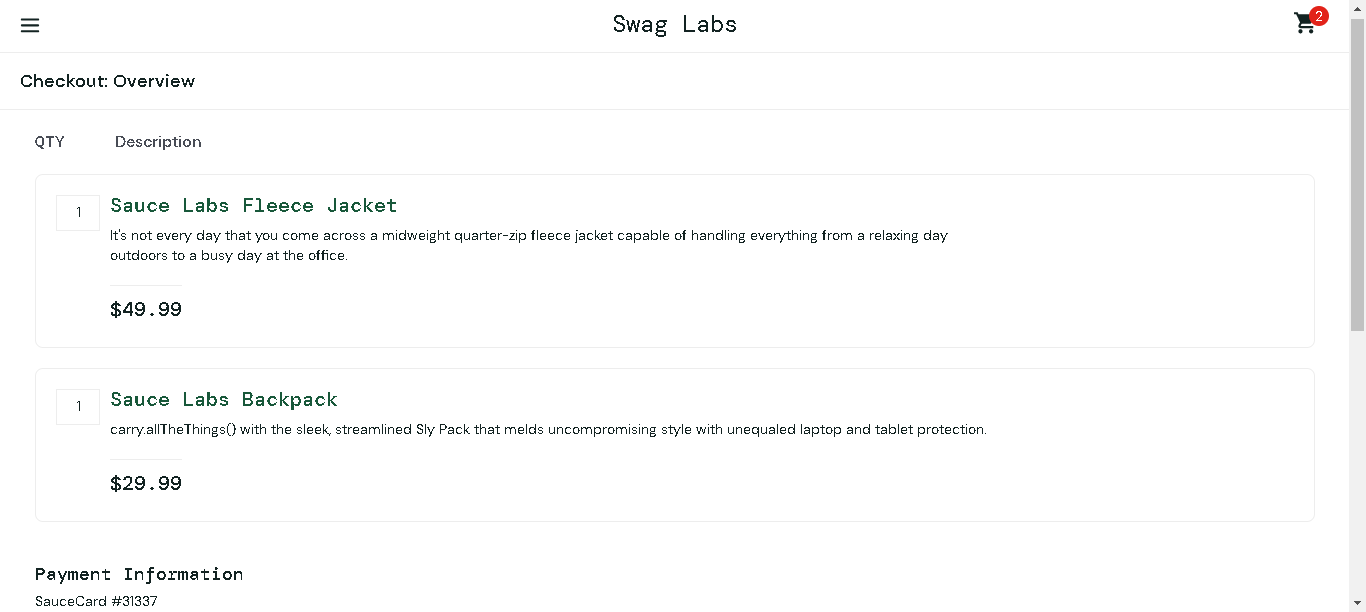 Swag Labs
2
Checkout: Overview
QTY Description
1
Sauce Labs Fleece Jacket
It's not every day that you come across a midweight quarter-zip fleece jacket capable of handling everything from a relaxing day
outdoors to a busy day at the office.
$49.99
1
Sauce Labs Backpack
carry.allTheThings() with the sleek, streamlined Sly Pack that melds uncompromising style with unequaled laptop and tablet protection.
$29.99
Payment Information
SauceCard #31337